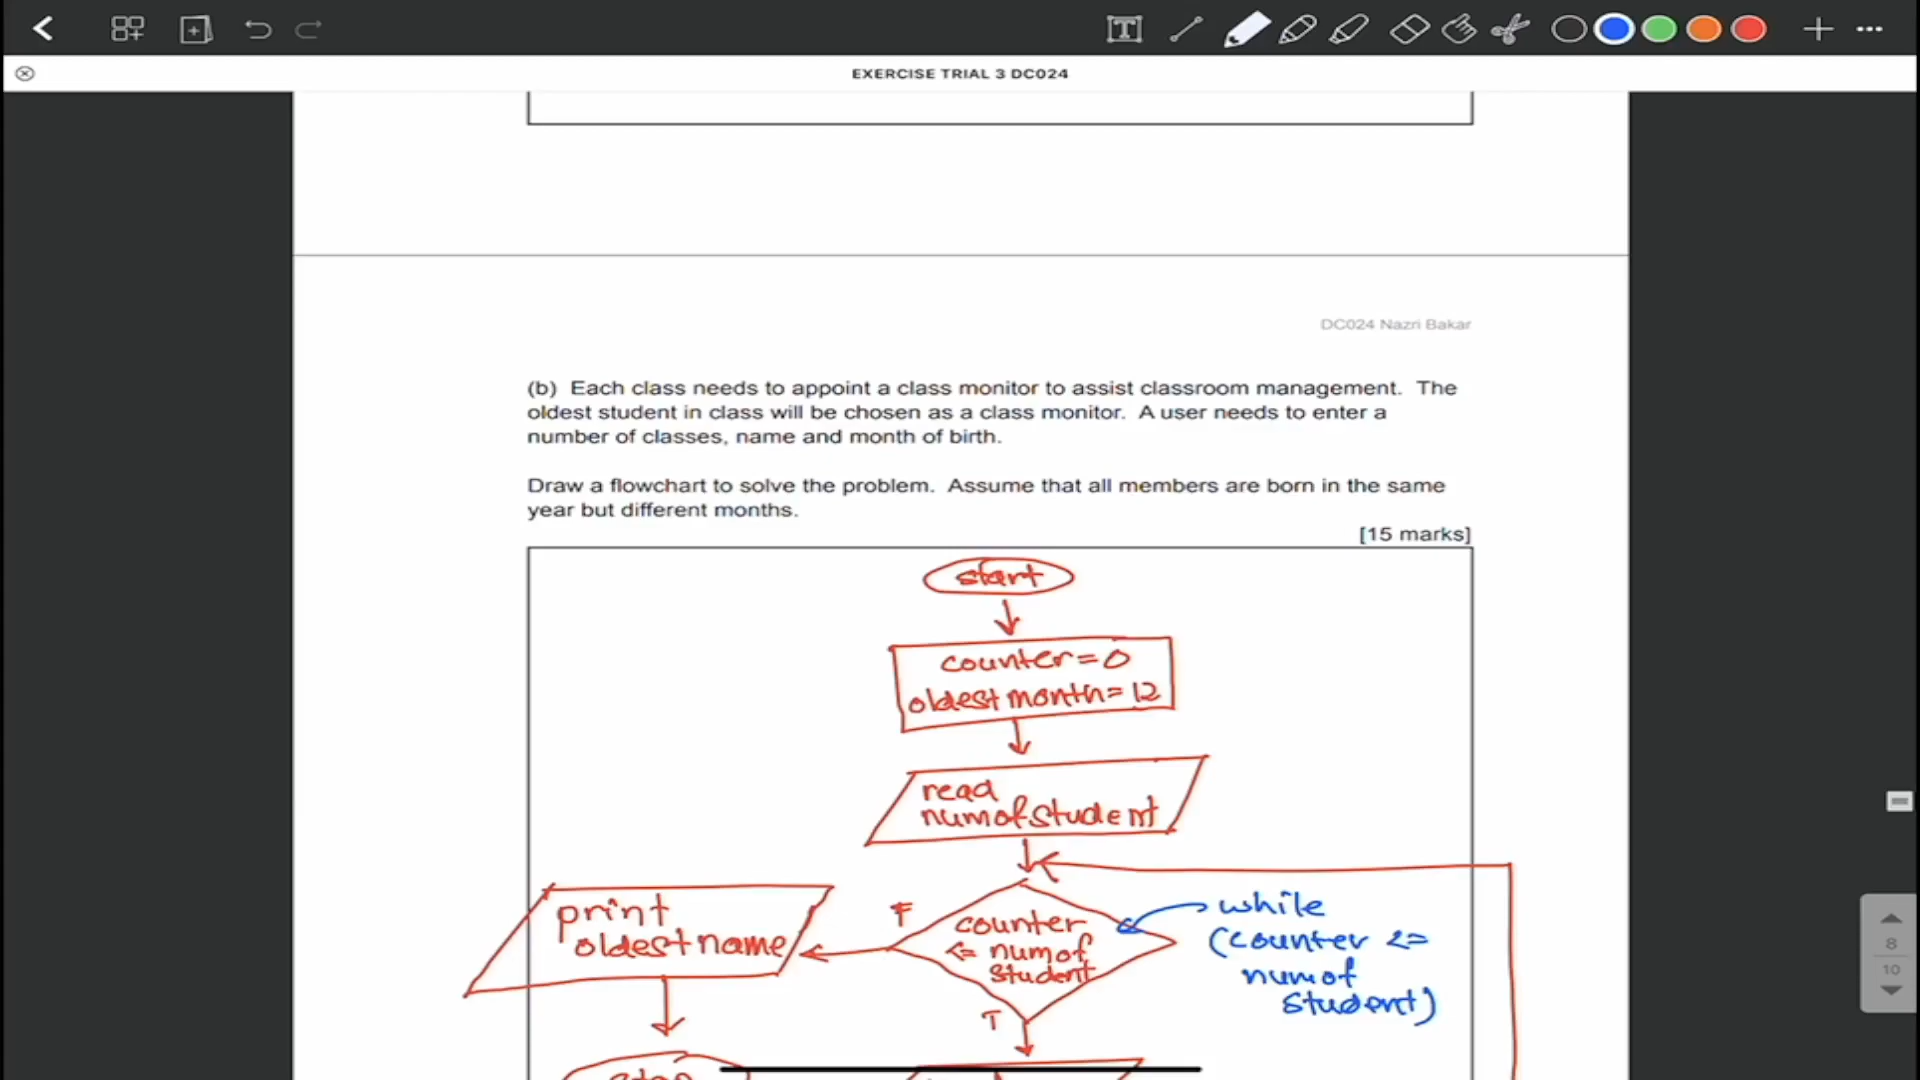 EXERCISE TRIAL 3 DC024
DC024 Nazri Bakar
(b) Each class needs to appoint a class monitor to assist classroom management. The
oldest student in class will be chosen as a class monitor. A user needs to enter a
number of classes, name and month of birth.
Draw a flowchart to solve the problem. Assume that all members are born in the same
year but different months.
[15 marks]
start
counter=0
oldest month=12
read
numofstudent
print
oldestname
F
counter
<= numof
student
T
while
(counter <=
numof
student)
8
10